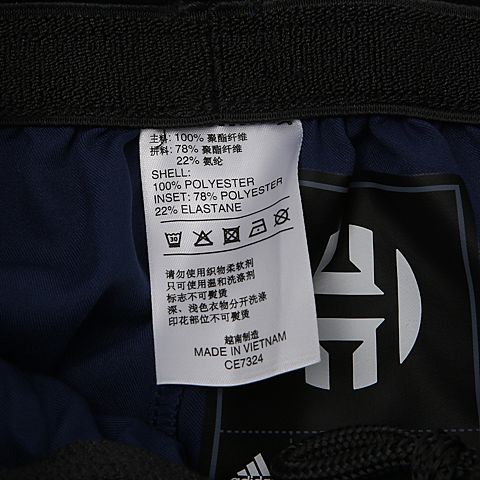 主料: 100% 聚酯纤维
拼料: 78% 聚酯纤维
22% 氨纶
SHELL:
100% POLYESTER
INSET: 78% POLYESTER
22% ELASTANE
30
请勿使用织物柔软剂
只可使用温和洗涤剂
标志不可熨烫
深、浅色衣物分开洗涤
印花部位不可熨烫
越南制造
MADE IN VIETNAM
CE7324